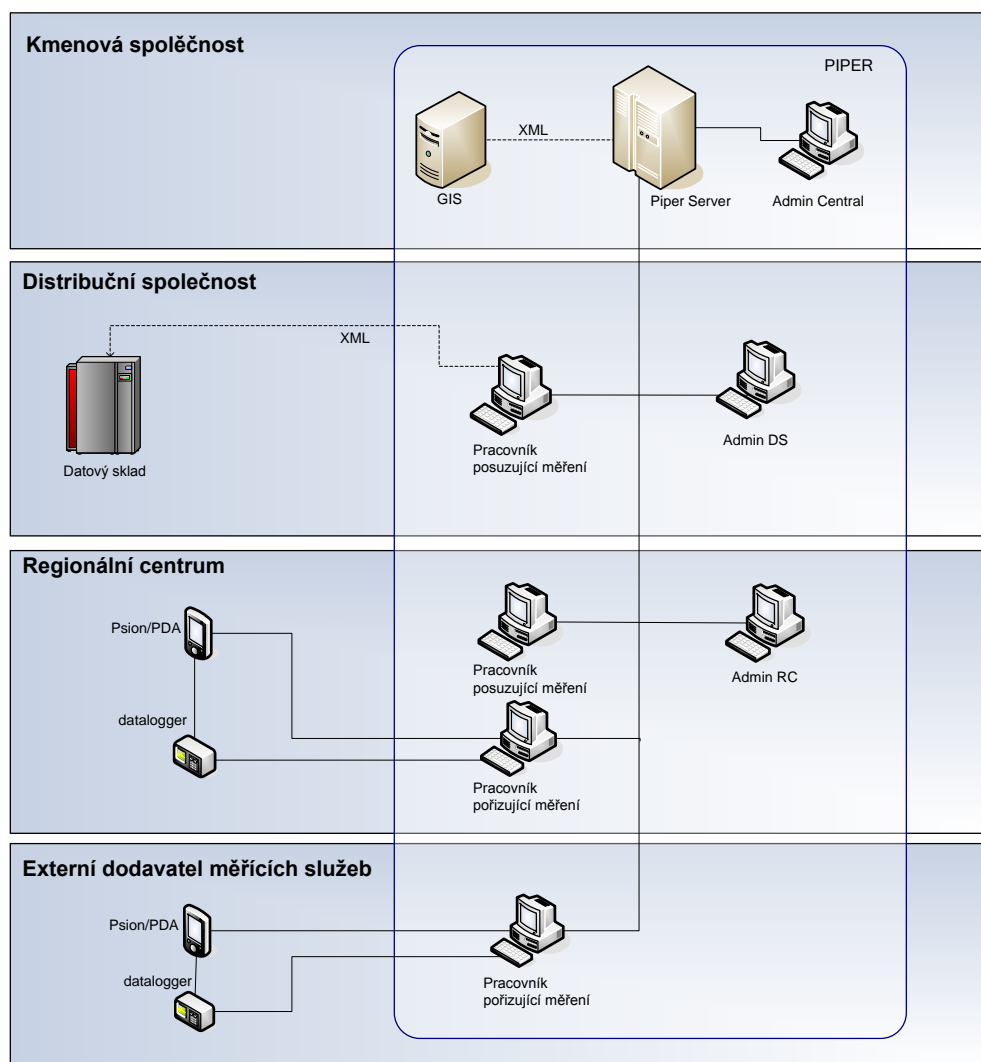 Kmenová spolěčnost
PIPER
XML
GIS
Piper Server
Admin Central
Distribuční společnost
XML
Datový sklad
Pracovník
posuzující měření
Admin DS
Regionální centrum
Psion/PDA
datalogger
Pracovník
posuzující měření
Admin RC
Pracovník
pořizující měření
Externí dodavatel měřících služeb
Psion/PDA
datalogger
Pracovník
pořizující měření